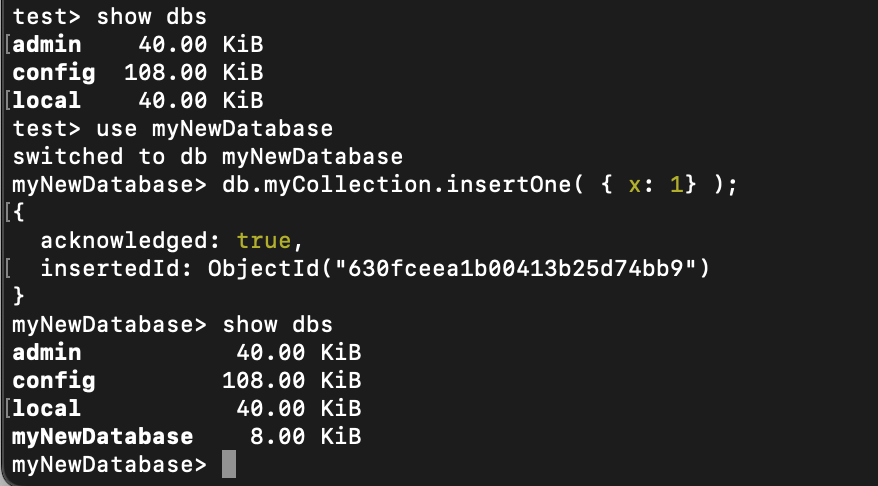 test> show dbs
admin    40.00 KiB
config  108.00 KiB
local    40.00 KiB
test> use myNewDatabase
switched to db myNewDatabase
myNewDatabase> db.myCollection.insertOne( { x: 1} );
{
  acknowledged: true,
  insertedId: ObjectId("630fceea1b00413b25d74bb9")
}
myNewDatabase> show dbs
admin           40.00 KiB
config         108.00 KiB
local           40.00 KiB
myNewDatabase    8.00 KiB
myNewDatabase>